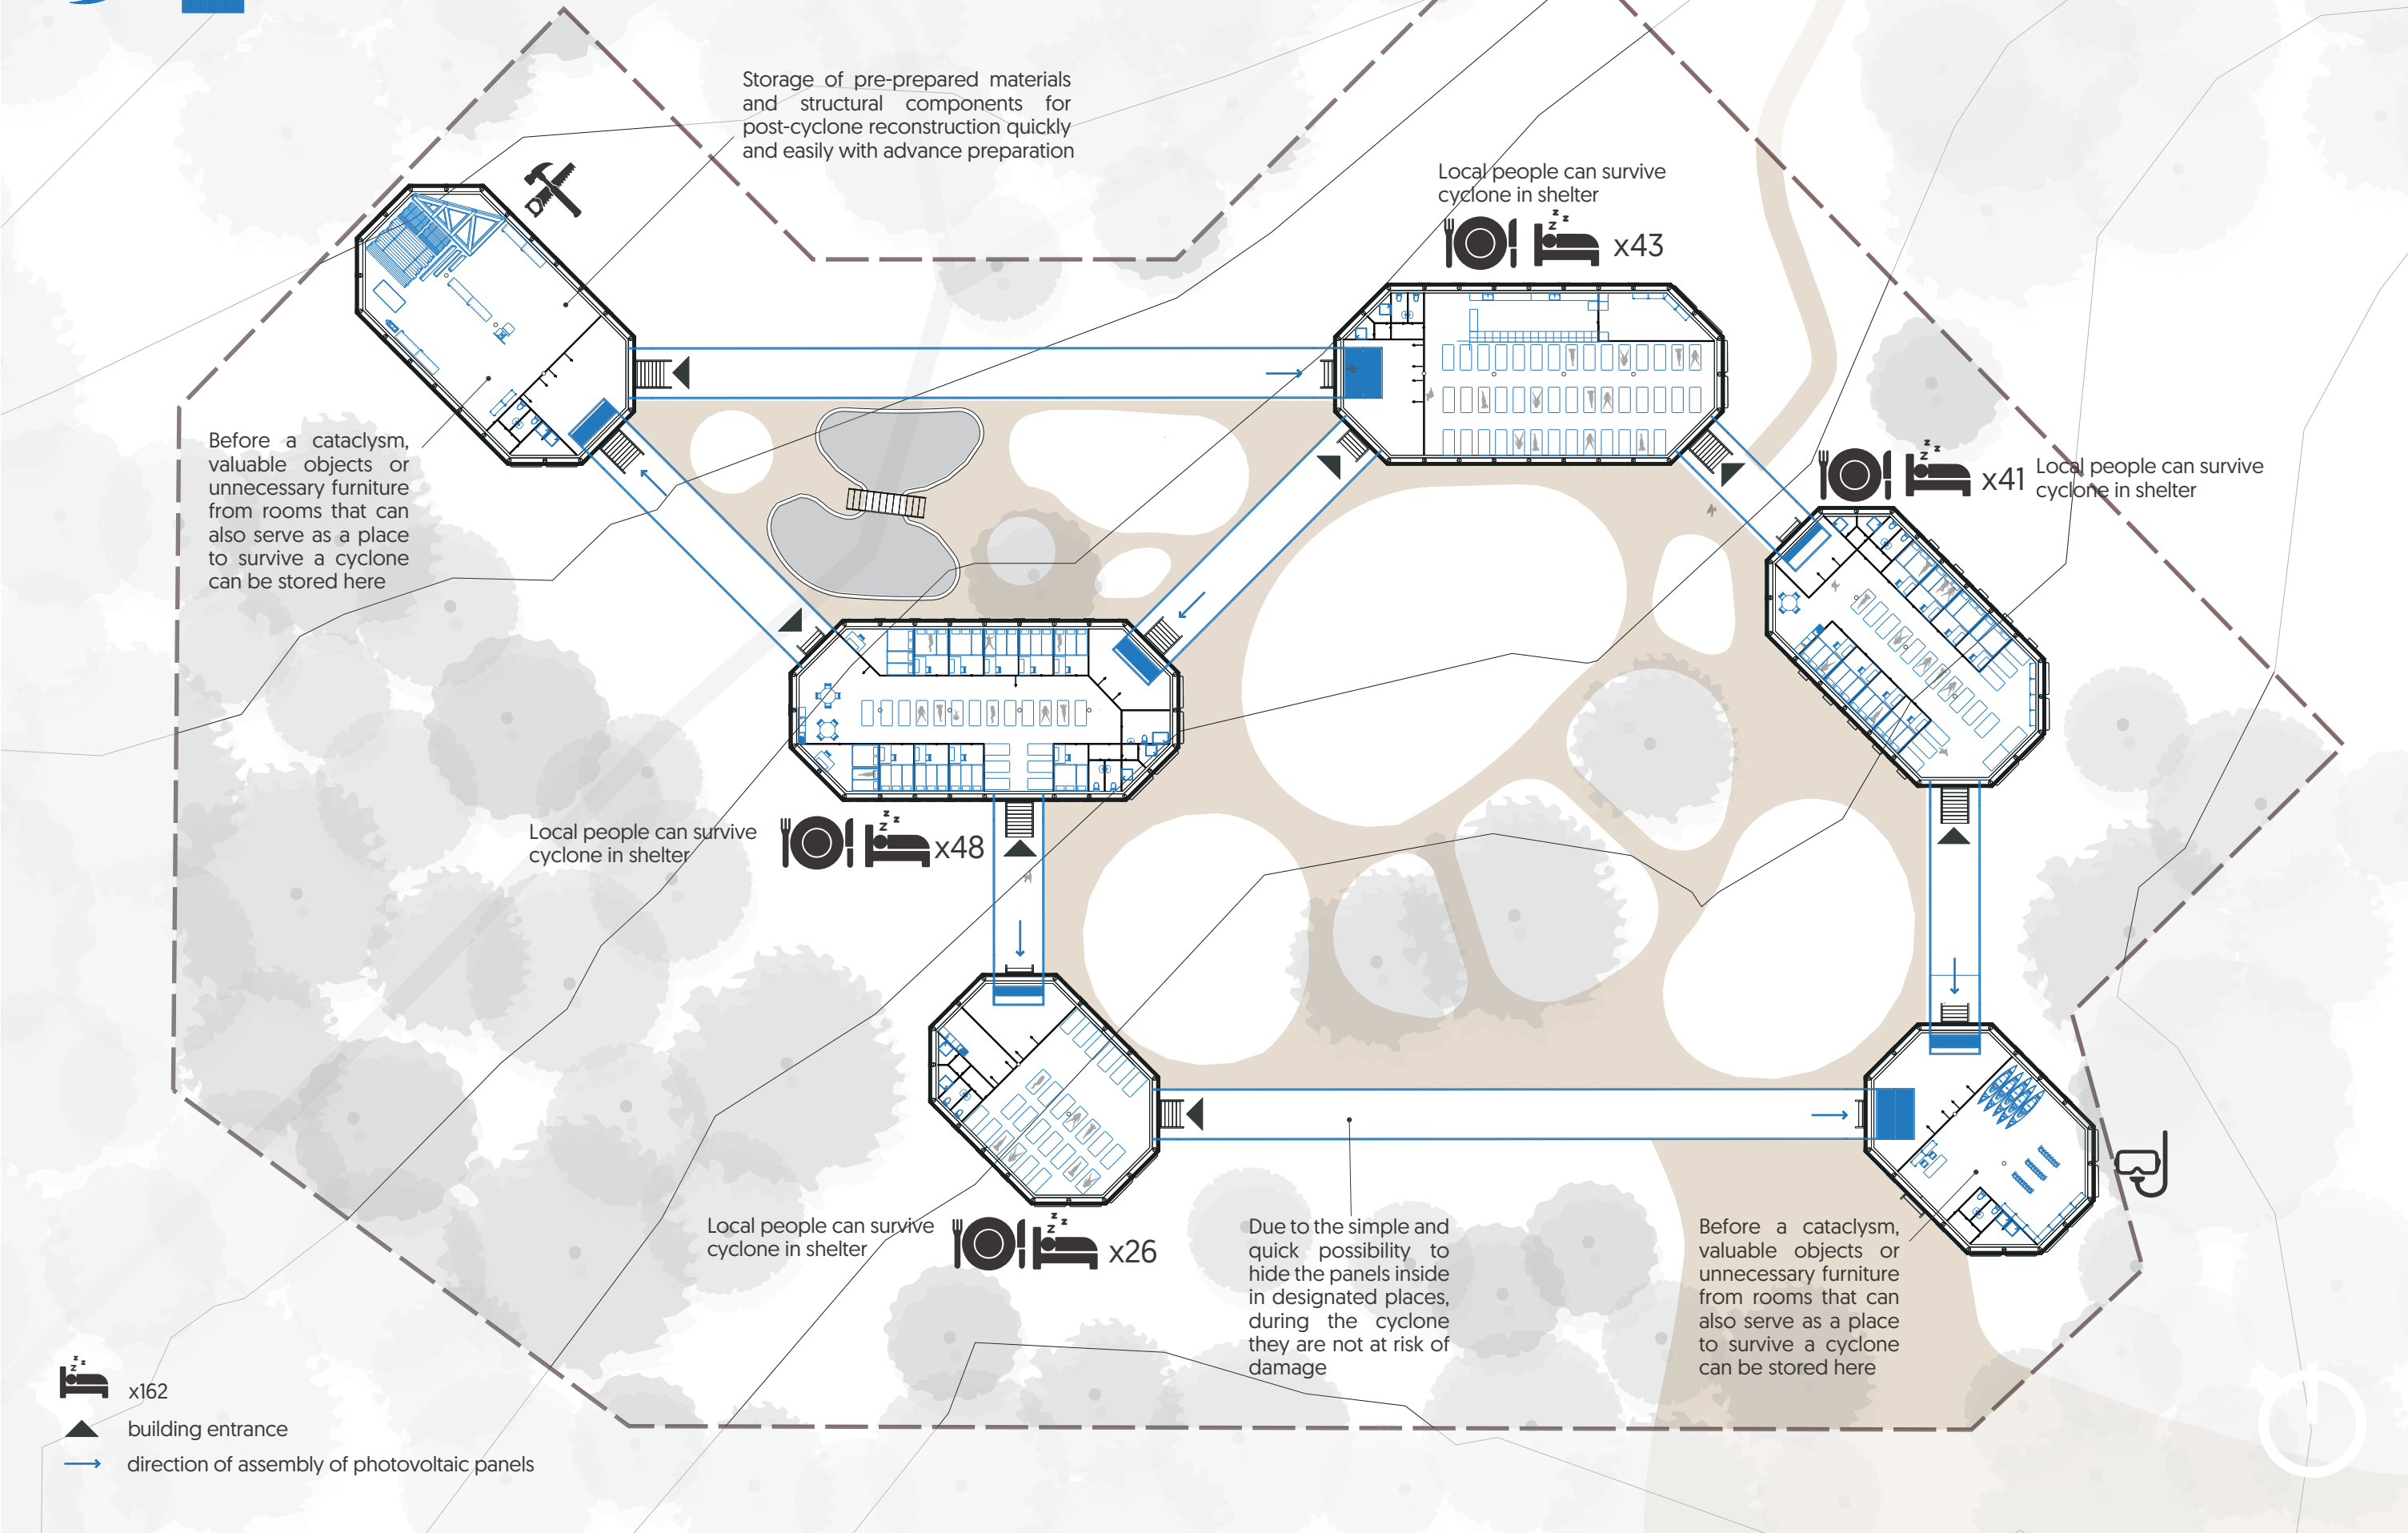 Storage of pre-prepared materials
and structural components for
post-cyclone reconstruction quickly
and easily with advance preparation
Local people can survive
cyclone in shelter
z z z
x43
Before a cataclysm,
valuable objects or
unnecessary furniture
from rooms that can
also serve as a place
to survive a cyclone
can be stored here
z z z
x41
Local people can survive
cyclone in shelter
Local people can survive
cyclone in shelter
z z z
x48
Local people can survive
cyclone in shelter
z z z
x26
Due to the simple and
quick possibility to
hide the panels inside
in designated places,
during the cyclone
they are not at risk of
damage
Before a cataclysm,
valuable objects or
unnecessary furniture
from rooms that can
also serve as a place
to survive a cyclone
can be stored here
z z z
x162
building entrance
direction of assembly of photovoltaic panels